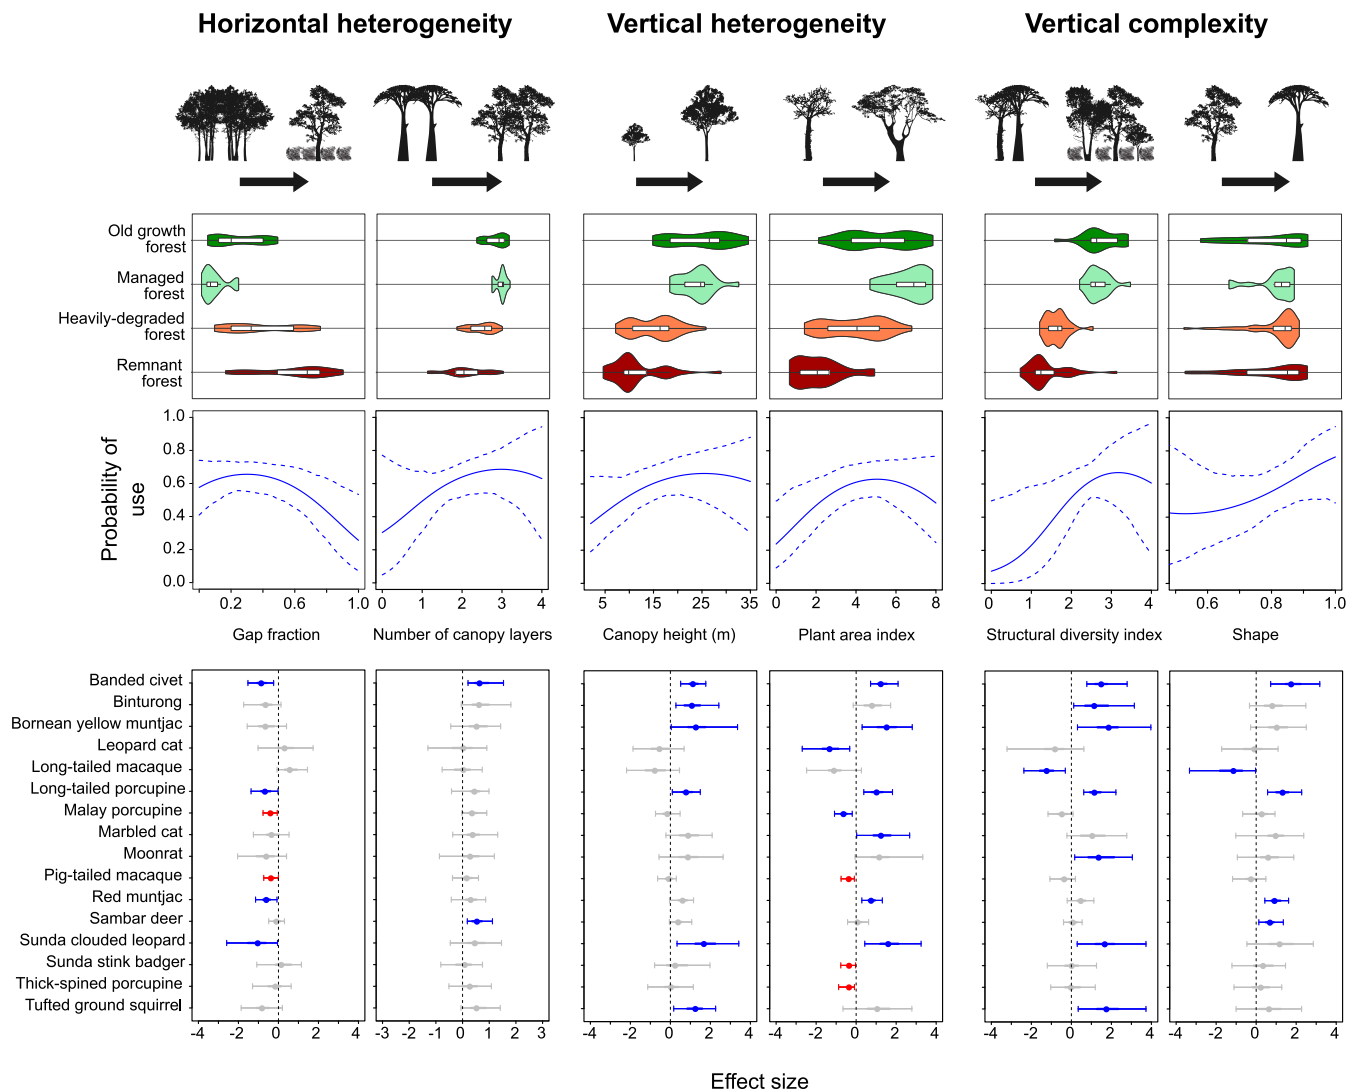 Horizontal heterogeneity
Vertical heterogeneity
Vertical complexity
Old growth
forest
Managed
forest
Heavily-degraded
forest
Remnant
forest
Probability of
use
1.0
0.8
0.6
0.4
0.2
0.0
0.2 0.6 1.0
0 1 2 3 4
5 15 25 35
0 2 4 6 8
0 1 2 3 4
0.6 0.8 1.0
Gap fraction
Number of canopy layers
Canopy height (m)
Plant area index
Structural diversity index
Shape
Banded civet
Binturong
Bornean yellow muntjac
Leopard cat
Long-tailed macaque
Long-tailed porcupine
Malay porcupine
Marbled cat
Moonrat
Pig-tailed macaque
Red muntjac
Sambar deer
Sunda clouded leopard
Sunda stink badger
Thick-spined porcupine
Tufted ground squirrel
-4 -2 0 2 4
-3 -2 -1 0 1 2 3
-4 -2 0 2 4
-4 -2 0 2 4
-4 -2 0 2 4
-4 -2 0 2 4
Effect size